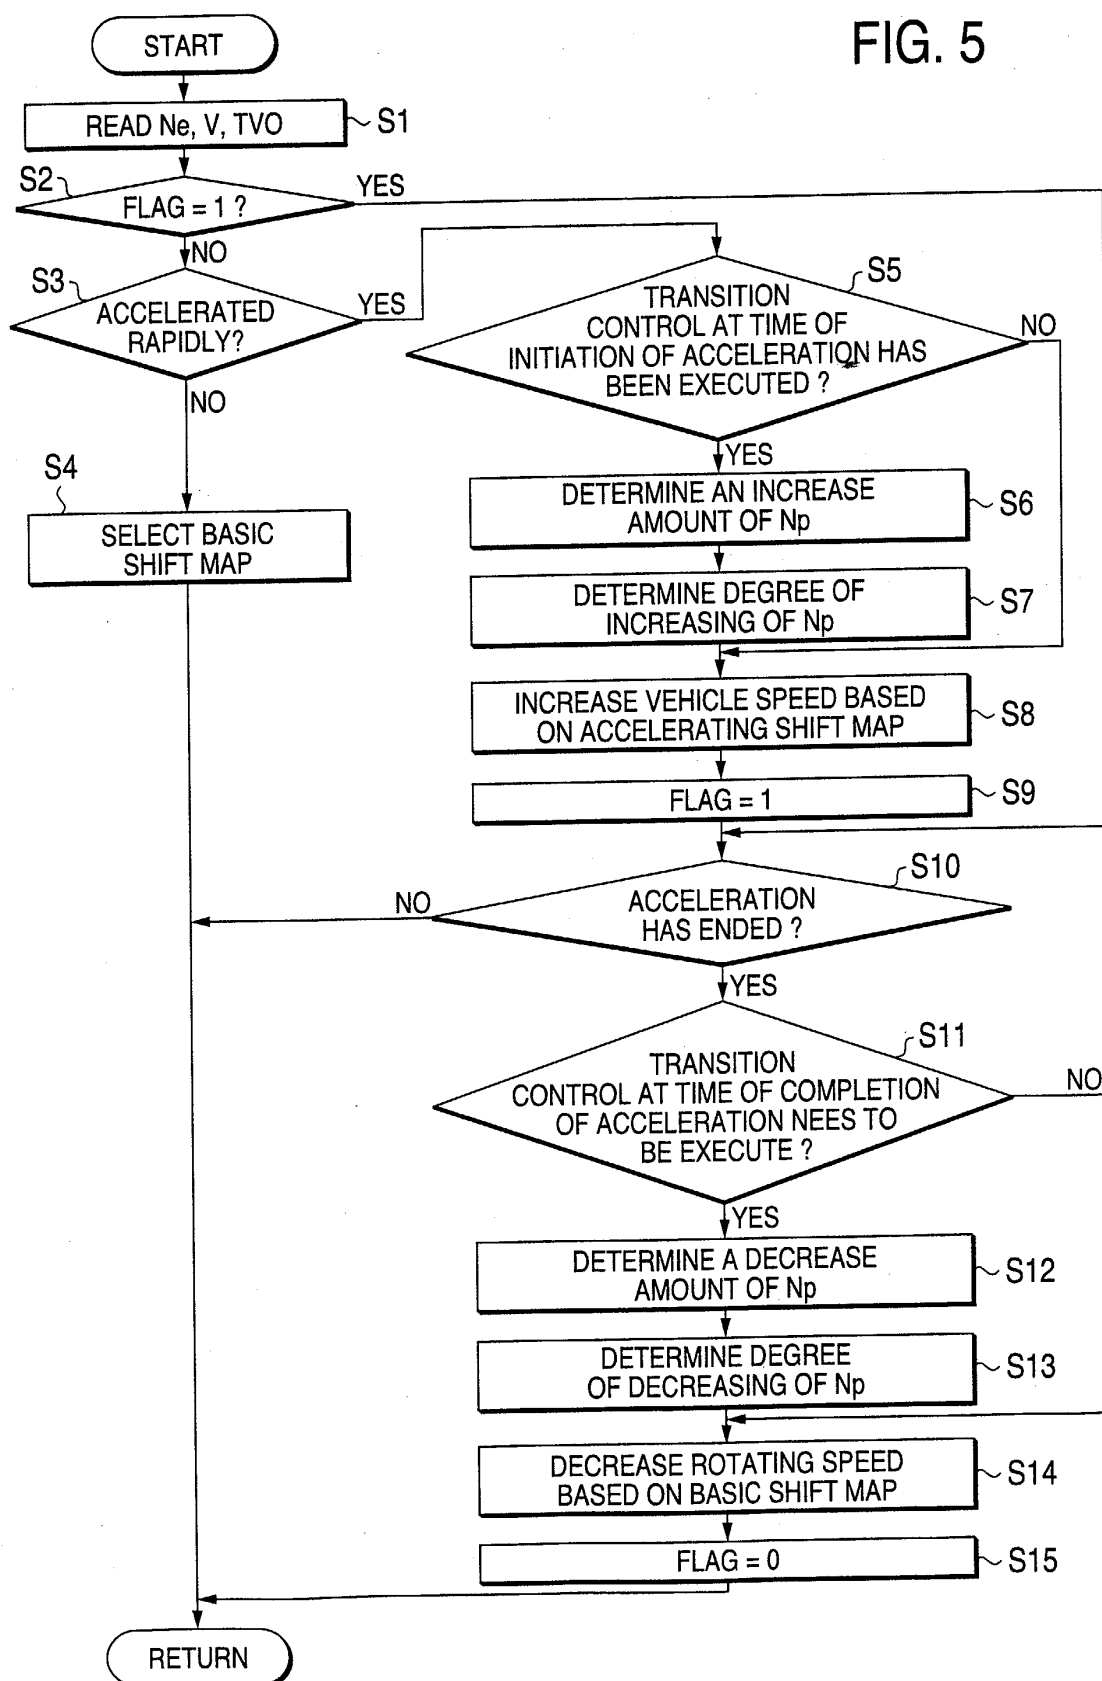 FIG. 5
START
READ Ne, V, TVO
S1
S2
FLAG = 1 ?
YES
NO
S3
ACCELERATED
RAPIDLY?
YES
NO
S4
SELECT BASIC
SHIFT MAP
S5
TRANSITION
CONTROL AT TIME OF
INITIATION OF ACCELERATION HAS
BEEN EXECUTED ?
NO
YES
DETERMINE AN INCREASE
AMOUNT OF Np
S6
DETERMINE DEGREE OF
INCREASING OF Np
S7
INCREASE VEHICLE SPEED BASED
ON ACCELERATING SHIFT MAP
S8
FLAG = 1
S9
S10
ACCELERATION
HAS ENDED ?
NO
YES
S11
TRANSITION
CONTROL AT TIME OF COMPLETION
OF ACCELERATION NEES TO
BE EXECUTE ?
NO
YES
DETERMINE A DECREASE
AMOUNT OF Np
S12
DETERMINE DEGREE
OF DECREASING OF Np
S13
DECREASE ROTATING SPEED
BASED ON BASIC SHIFT MAP
S14
FLAG = 0
S15
RETURN